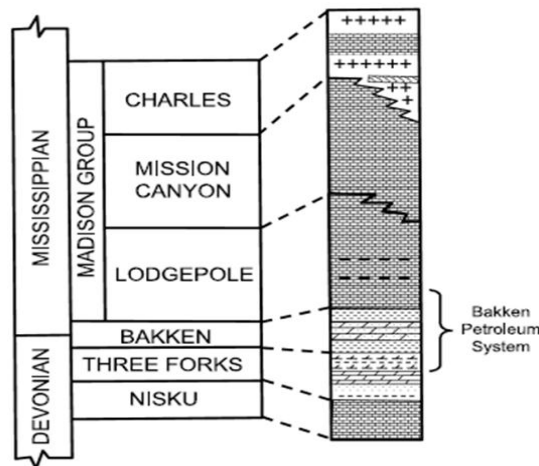 MISSISSIPPIAN
DEVONIAN
MADISON GROUP
CHARLES
MISSION
CANYON
LODGEPOLE
BAKKEN
THREE FORKS
NISKU
Bakken
Petroleum
System